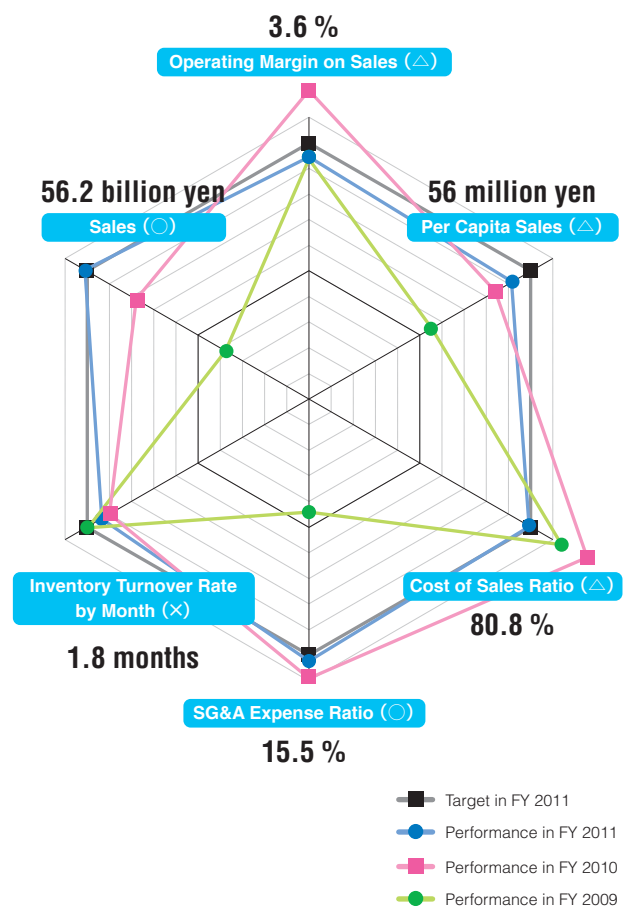 3.6 %
Operating Margin on Sales (△)
56.2 billion yen
Sales (○)
56 million yen
Per Capita Sales (△)
Inventory Turnover Rate
by Month (×)
1.8 months
Cost of Sales Ratio (△)
80.8 %
SG&A Expense Ratio (○)
15.5 %
Target in FY 2011
Performance in FY 2011
Performance in FY 2010
Performance in FY 2009